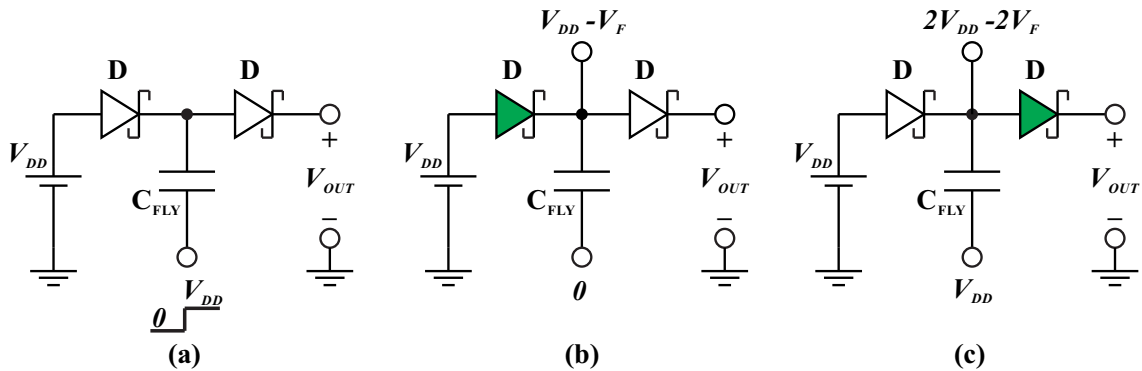 V_DD -V_F
2V_DD -2V_F
D D
D D
D D
V_DD
V_DD
V_DD
+
+
+
C_FLY
C_FLY
C_FLY
V_OUT
V_OUT
V_OUT
−
−
−
V_DD
0
0
V_DD
(a)
(b)
(c)